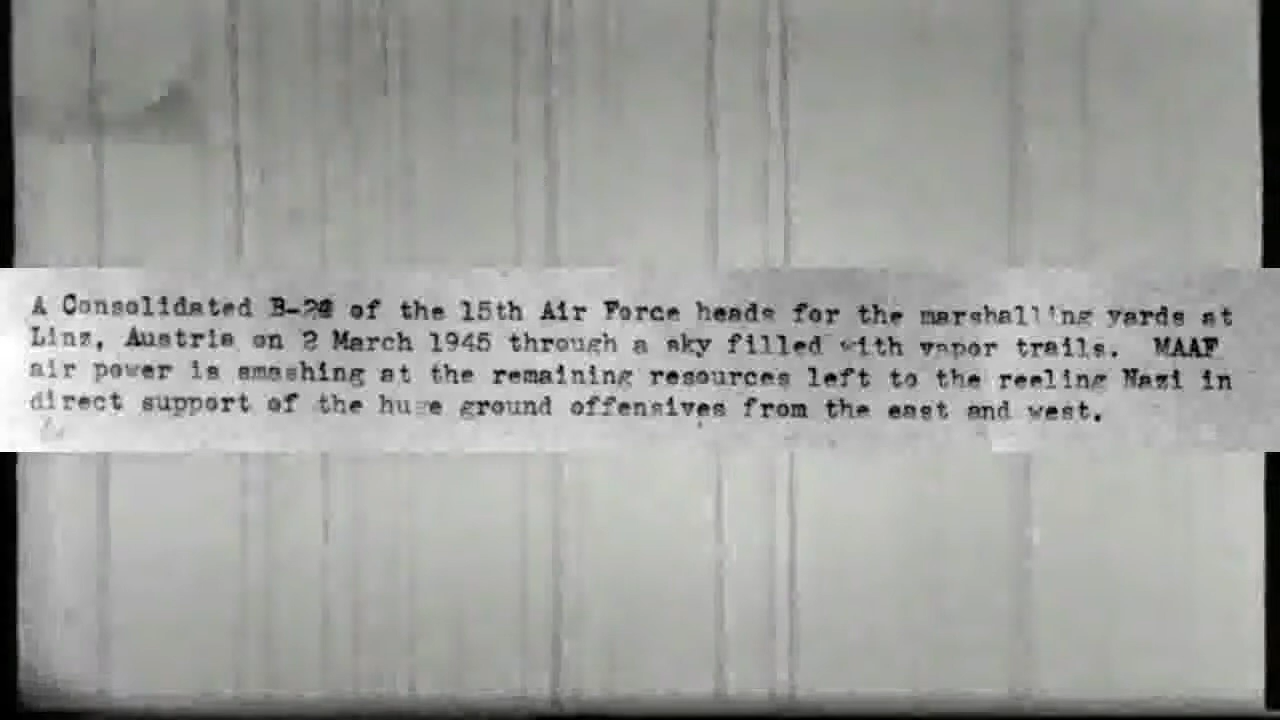 A Consolidated B-24 of the 15th Air Force heads for the marshalling yards at
Linz, Austria on 2 March 1945 through a sky filled with vapor trails. MAAF
air power is smashing at the remaining resources left to the reeling Nazi in
direct support of the huge ground offensives from the east and west.